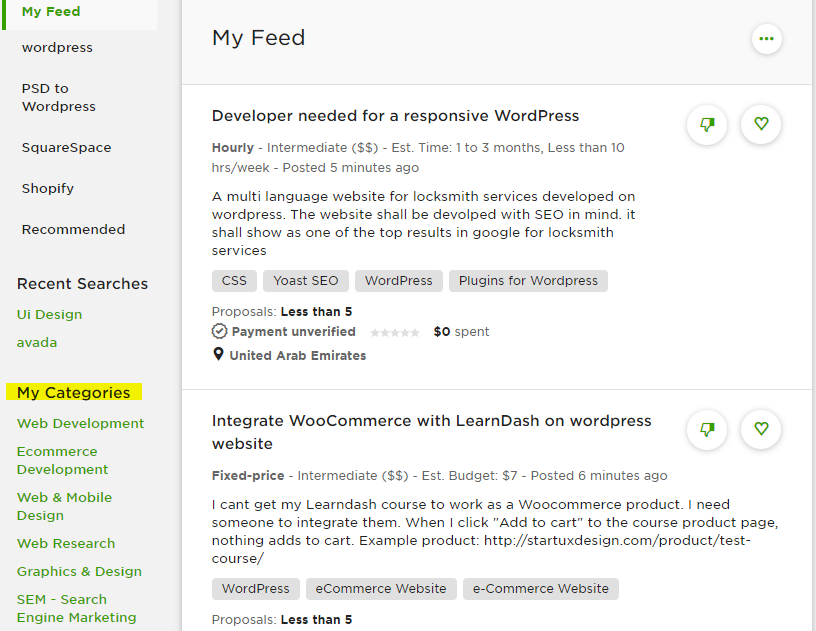 My Feed
wordpress
PSD to
Wordpress
SquareSpace
Shopify
Recommended
Recent Searches
Ui Design
avada
My Categories
Web Development
Ecommerce
Development
Web & Mobile
Design
Web Research
Graphics & Design
SEM - Search
Engine Marketing
My Feed
Developer needed for a responsive WordPress
Hourly - Intermediate ($$) - Est. Time: 1 to 3 months, Less than 10
hrs/week - Posted 5 minutes ago
A multi language website for locksmith services developed on
wordpress. The website shall be devolped with SEO in mind. it
shall show as one of the top results in google for locksmith
services
CSS Yoast SEO WordPress Plugins for Wordpress
Proposals: Less than 5
Payment unverified $0 spent
United Arab Emirates
Integrate WooCommerce with LearnDash on wordpress
website
Fixed-price - Intermediate ($$) - Est. Budget: $7 - Posted 6 minutes ago
I cant get my Learndash course to work as a Woocommerce product. I need
someone to integrate them. When I click "Add to cart" to the course product page,
nothing adds to cart. Example product: http://startuxdesign.com/product/test-
course/
WordPress eCommerce Website e-Commerce Website
Proposals: Less than 5